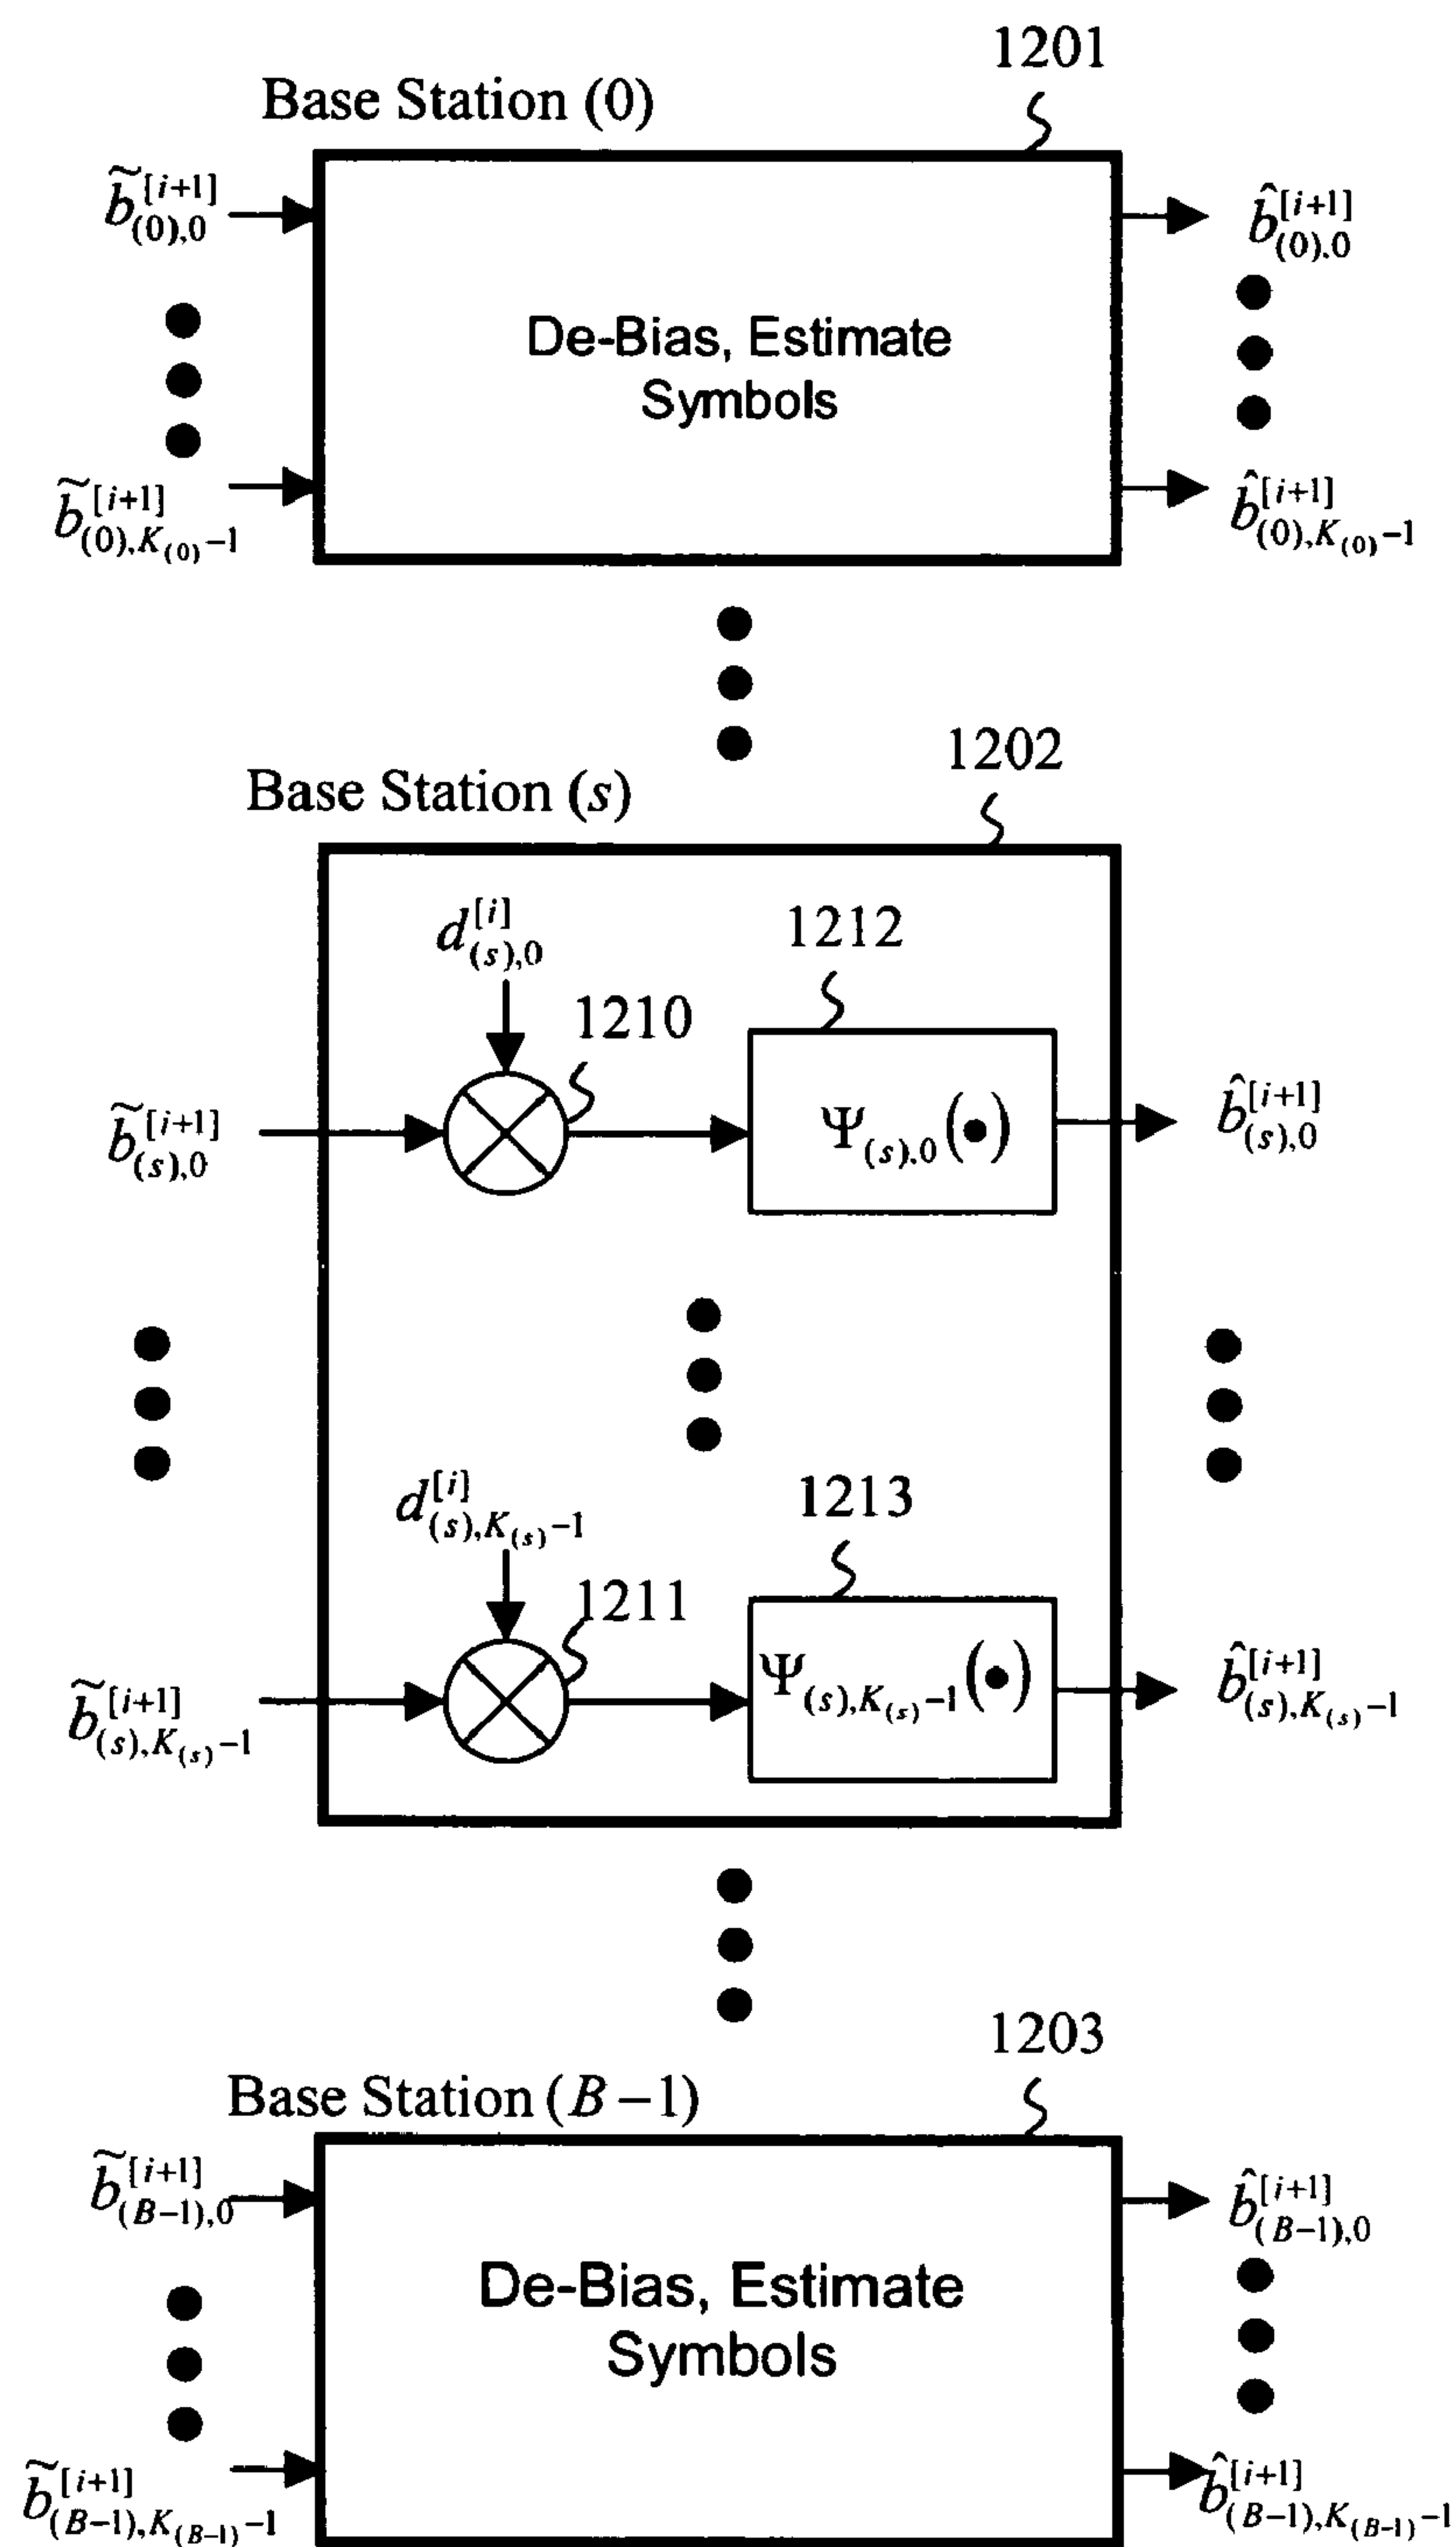 1201
Base Station (0)
b̃_{(0),0}^{[i+1]}
b̂_{(0),0}^{[i+1]}
De-Bias, Estimate
Symbols
b̃_{(0),K_{(0)}-1}^{[i+1]}
b̂_{(0),K_{(0)}-1}^{[i+1]}
1202
Base Station (s)
d_{(s),0}^{[i]}
1212
1210
b̃_{(s),0}^{[i+1]}
Ψ_{(s),0}(•)
b̂_{(s),0}^{[i+1]}
d_{(s),K_{(s)}-1}^{[i]}
1213
1211
b̃_{(s),K_{(s)}-1}^{[i+1]}
Ψ_{(s),K_{(s)}-1}(•)
b̂_{(s),K_{(s)}-1}^{[i+1]}
1203
Base Station (B-1)
b̃_{(B-1),0}^{[i+1]}
b̂_{(B-1),0}^{[i+1]}
De-Bias, Estimate
Symbols
b̃_{(B-1),K_{(B-1)}-1}^{[i+1]}
b̂_{(B-1),K_{(B-1)}-1}^{[i+1]}